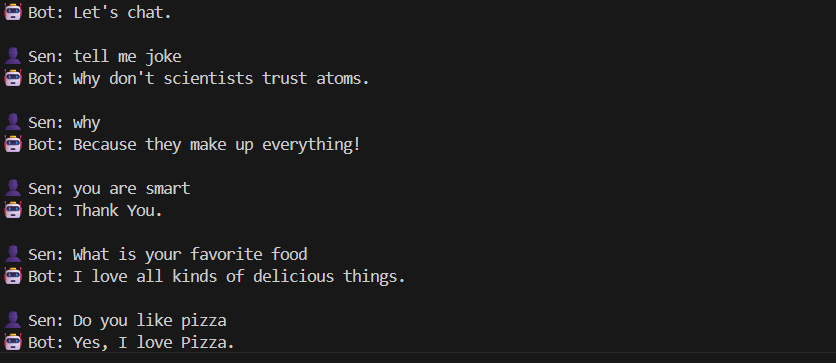 Bot: Let's chat.
Sen: tell me joke
Bot: Why don't scientists trust atoms.
Sen: why
Bot: Because they make up everything!
Sen: you are smart
Bot: Thank You.
Sen: What is your favorite food
Bot: I love all kinds of delicious things.
Sen: Do you like pizza
Bot: Yes, I love Pizza.